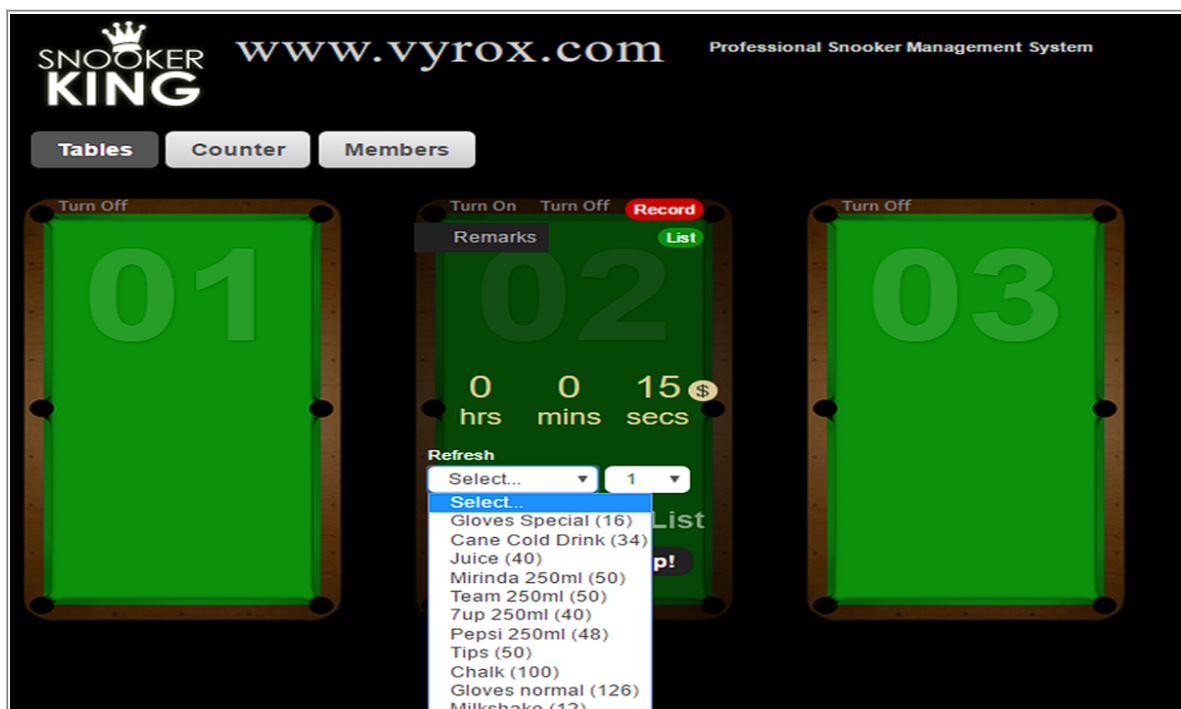 SNOOKER
KING
www.vyrox.com
Professional Snooker Management System
Tables Counter Members
Turn Off
01
Turn On Turn Off Record
Remarks List
02
0 0 15 $
hrs mins secs
Refresh
Select... 1
Select...
Gloves Special (16)
List
Cane Cold Drink (34)
Juice (40)
p!
Mirinda 250ml (50)
Team 250ml (50)
7up 250ml (40)
Pepsi 250ml (48)
Tips (50)
Chalk (100)
Gloves normal (126)
Milkshake (12)
Turn Off
03